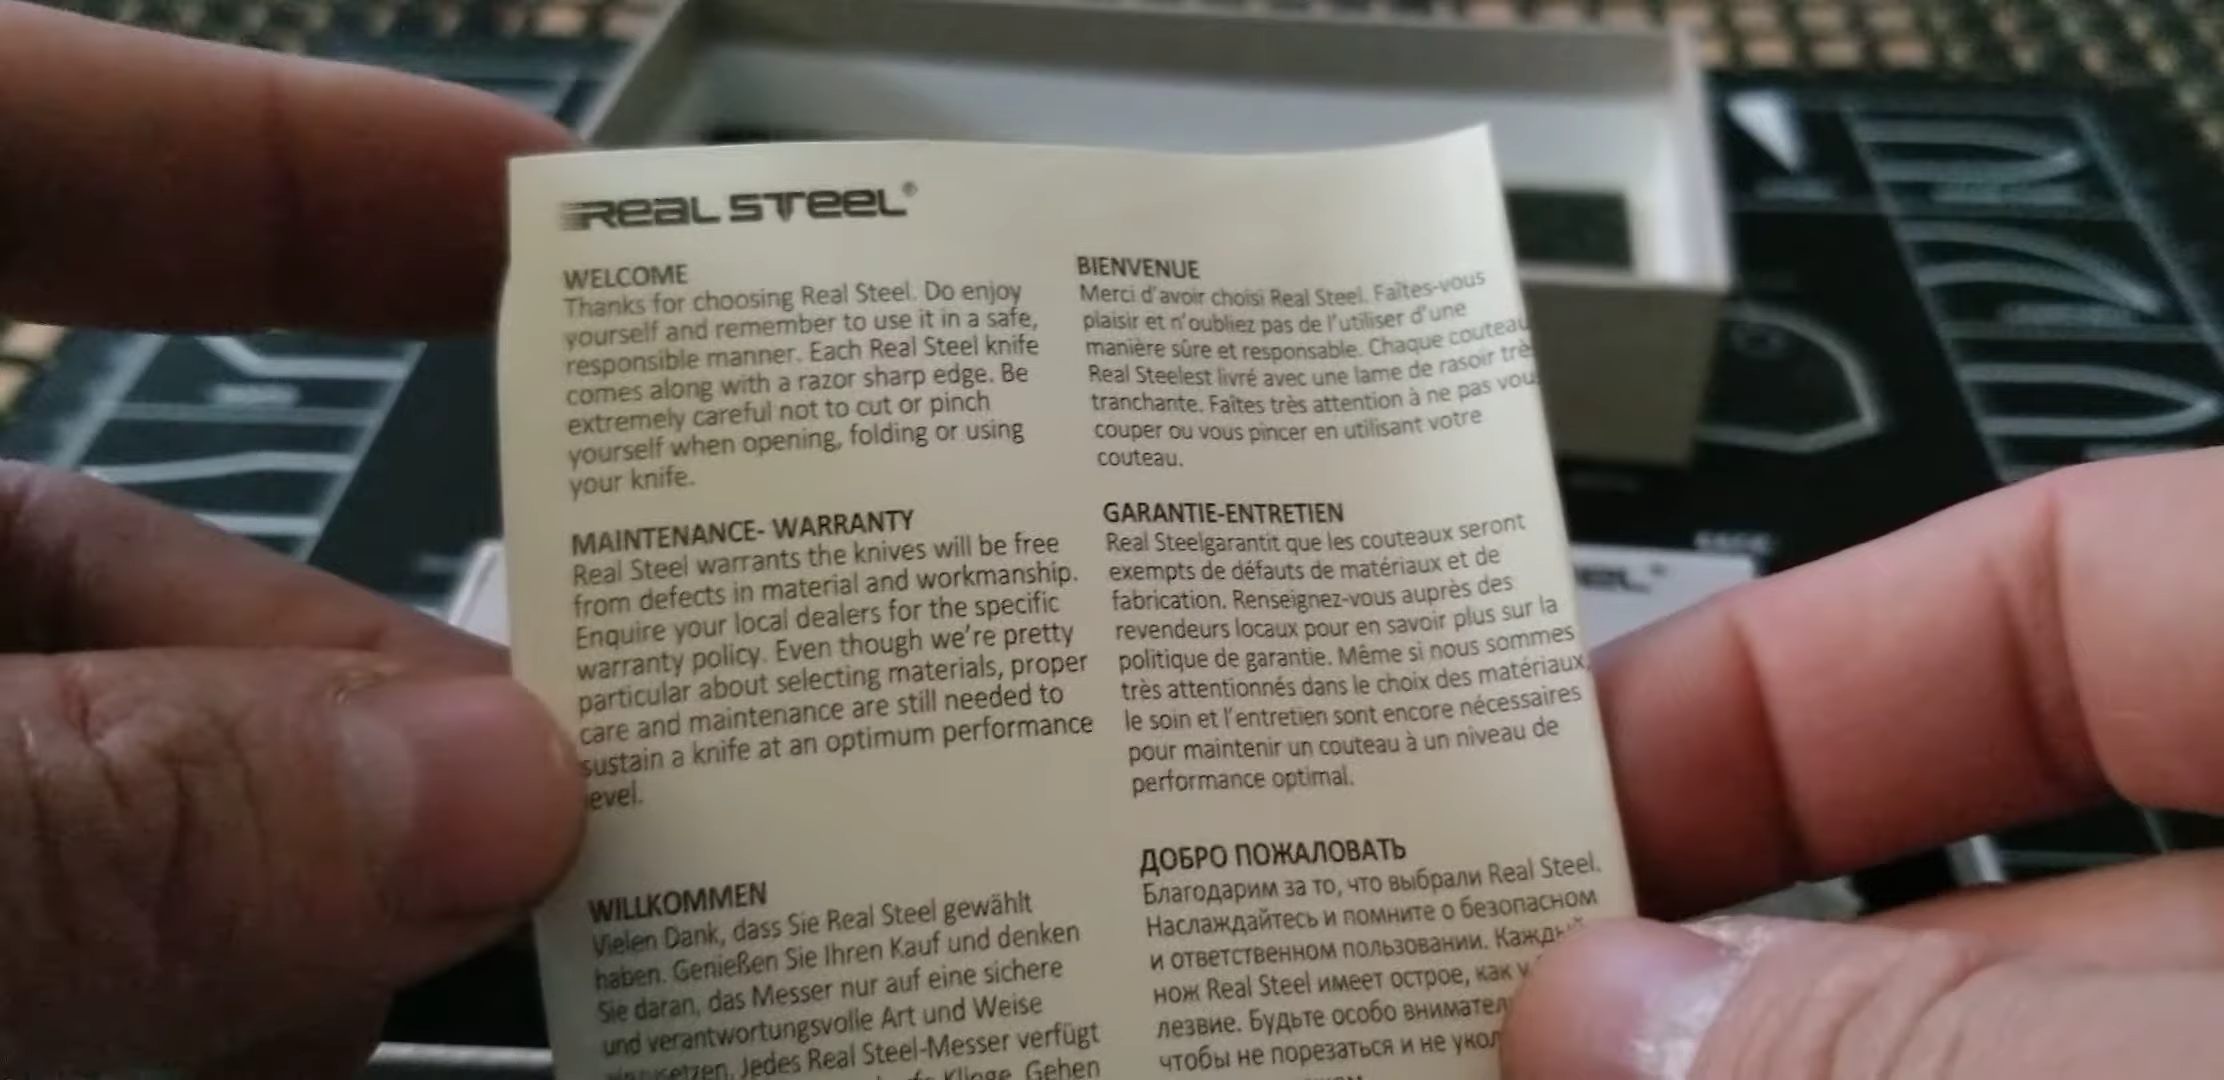 REAL STEEL®
WELCOME
Thanks for choosing Real Steel. Do enjoy
yourself and remember to use it in a safe,
responsible manner. Each Real Steel knife
comes along with a razor sharp edge. Be
extremely careful not to cut or pinch
yourself when opening, folding or using
your knife.
MAINTENANCE- WARRANTY
Real Steel warrants the knives will be free
from defects in material and workmanship.
Enquire your local dealers for the specific
warranty policy. Even though we’re pretty
particular about selecting materials, proper
care and maintenance are still needed to
sustain a knife at an optimum performance
evel.
BIENVENUE
Merci d’avoir choisi Real Steel. Faîtes-vous
plaisir et n’oubliez pas de l’utiliser d’une
manière sûre et responsable. Chaque couteau
Real Steelest livré avec une lame de rasoir trè
tranchante. Faîtes très attention à ne pas vou
couper ou vous pincer en utilisant votre
couteau.
GARANTIE-ENTRETIEN
Real Steelgarantit que les couteaux seront
exempts de défauts de matériaux et de
fabrication. Renseignez-vous auprès des
revendeurs locaux pour en savoir plus sur la
politique de garantie. Même si nous sommes
très attentionnés dans le choix des matériaux,
le soin et l’entretien sont encore nécessaires
pour maintenir un couteau à un niveau de
performance optimal.
WILLKOMMEN
Vielen Dank, dass Sie Real Steel gewählt
haben. Genießen Sie Ihren Kauf und denken
Sie daran, das Messer nur auf eine sichere
und verantwortungsvolle Art und Weise
Jedes Real Steel-Messer verfügt
Klinge. Gehen
ДОБРО ПОЖАЛОВАТЬ
Благодарим за то, что выбрали Real Steel.
Наслаждайтесь и помните о безопасном
и ответственном пользовании. Каждый
нож Real Steel имеет острое, как
лезвие. Будьте особо
чтобы не порезаться и не